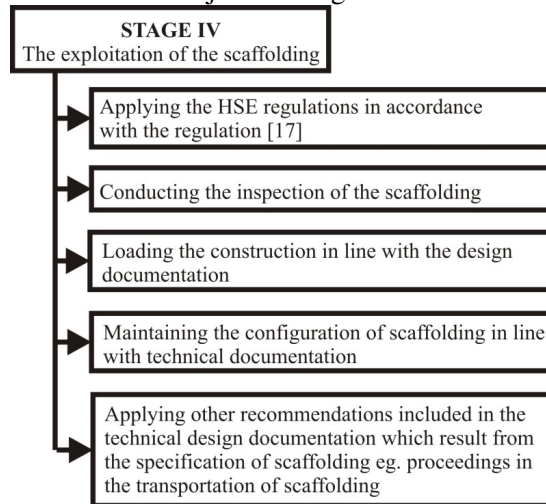 STAGE IV
The exploitation of the scaffolding
Applying the HSE regulations in accordance
with the regulation [17]
Conducting the inspection of the scaffolding
Loading the construction in line with the design
documentation
Maintaining the configuration of scaffolding in line
with technical documentation
Applying other recommendations included in the
technical design documentation which result from
the specification of scaffolding eg. proceedings in
the transportation of scaffolding